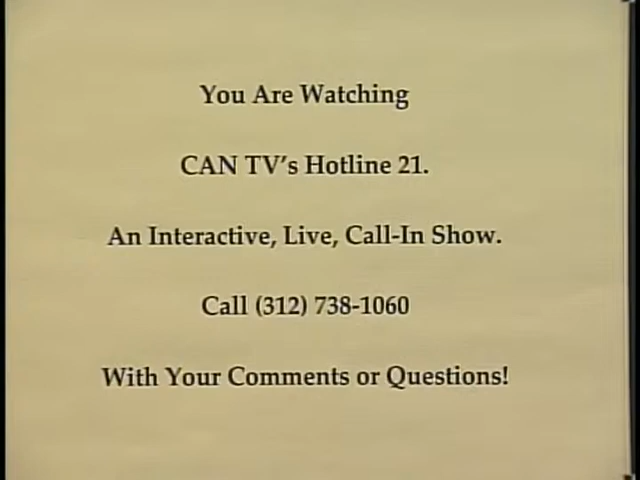 You Are Watching
CAN TV's Hotline 21.
An Interactive, Live, Call-In Show.
Call (312) 738-1060
With Your Comments or Questions!